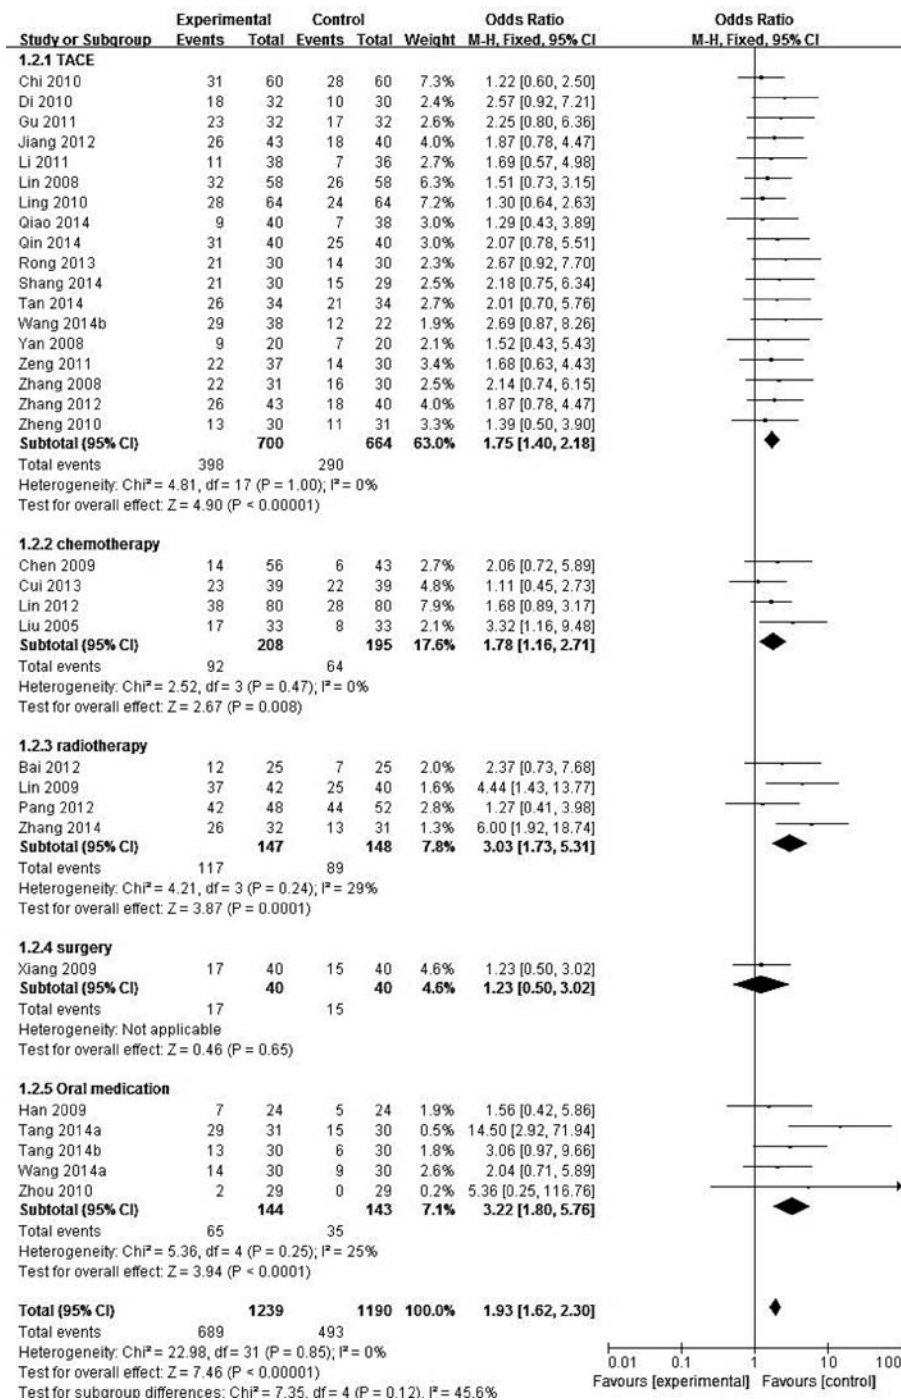 Experimental Control Odds Ratio Odds Ratio
Study or Subgroup Events Total Events Total Weight M-H, Fixed, 95% CI M-H, Fixed, 95% CI
1.2.1 TACE
Chi 2010 31 60 28 60 7.3% 1.22 [0.60, 2.50]
Di 2010 18 32 10 30 2.4% 2.57 [0.92, 7.21]
Gu 2011 23 32 17 32 2.6% 2.25 [0.80, 6.36]
Jiang 2012 26 43 18 40 4.0% 1.87 [0.78, 4.47]
Li 2011 11 38 7 36 2.7% 1.69 [0.57, 4.98]
Lin 2008 32 58 26 58 6.3% 1.51 [0.73, 3.15]
Ling 2010 28 64 24 64 7.2% 1.30 [0.64, 2.63]
Qiao 2014 9 40 7 38 2.9% 1.29 [0.43, 3.89]
Qin 2014 31 40 25 40 3.0% 2.07 [0.78, 5.51]
Rong 2013 21 30 14 30 2.3% 2.67 [0.92, 7.70]
Shang 2014 21 30 15 29 2.5% 2.18 [0.75, 6.34]
Tan 2014 26 34 21 34 2.7% 2.01 [0.70, 5.76]
Wang 2014b 29 38 12 22 1.9% 2.69 [0.87, 8.26]
Yan 2008 9 20 7 20 2.1% 1.52 [0.43, 5.43]
Zeng 2011 22 37 14 30 3.4% 1.68 [0.63, 4.43]
Zhang 2008 22 31 16 30 2.5% 2.14 [0.74, 6.15]
Zhang 2012 26 43 18 40 4.0% 1.87 [0.78, 4.47]
Zheng 2010 13 30 11 31 3.3% 1.39 [0.50, 3.90]
Subtotal (95% CI) 700 664 63.0% 1.75 [1.40, 2.18]
Total events 398 290
Heterogeneity: Chi² = 4.81, df = 17 (P = 1.00); I² = 0%
Test for overall effect: Z = 4.90 (P < 0.00001)
1.2.2 chemotherapy
Chen 2009 14 56 6 43 2.7% 2.06 [0.72, 5.89]
Cui 2013 23 39 22 39 4.8% 1.11 [0.45, 2.73]
Lin 2012 38 80 28 80 7.9% 1.68 [0.89, 3.17]
Liu 2005 17 33 8 33 2.1% 3.32 [1.16, 9.48]
Subtotal (95% CI) 208 195 17.6% 1.78 [1.16, 2.71]
Total events 92 64
Heterogeneity: Chi² = 2.52, df = 3 (P = 0.47); I² = 0%
Test for overall effect: Z = 2.67 (P = 0.008)
1.2.3 radiotherapy
Bai 2012 12 25 7 25 2.0% 2.37 [0.73, 7.68]
Lin 2009 37 42 25 40 1.6% 4.44 [1.43, 13.77]
Pang 2012 42 48 44 52 2.8% 1.27 [0.41, 3.98]
Zhang 2014 26 32 13 31 1.3% 6.00 [1.92, 18.74]
Subtotal (95% CI) 147 148 7.8% 3.03 [1.73, 5.31]
Total events 117 89
Heterogeneity: Chi² = 4.21, df = 3 (P = 0.24); I² = 29%
Test for overall effect: Z = 3.87 (P = 0.0001)
1.2.4 surgery
Xiang 2009 17 40 15 40 4.6% 1.23 [0.50, 3.02]
Subtotal (95% CI) 40 40 4.6% 1.23 [0.50, 3.02]
Total events 17 15
Heterogeneity: Not applicable
Test for overall effect: Z = 0.46 (P = 0.65)
1.2.5 Oral medication
Han 2009 7 24 5 24 1.9% 1.56 [0.42, 5.86]
Tang 2014a 29 31 15 30 0.5% 14.50 [2.92, 71.94]
Tang 2014b 13 30 6 30 1.8% 3.06 [0.97, 9.66]
Wang 2014a 14 30 9 30 2.6% 2.04 [0.71, 5.89]
Zhou 2010 2 29 0 29 0.2% 5.36 [0.25, 116.76]
Subtotal (95% CI) 144 143 7.1% 3.22 [1.80, 5.76]
Total events 65 35
Heterogeneity: Chi² = 5.36, df = 4 (P = 0.25); I² = 25%
Test for overall effect: Z = 3.94 (P < 0.0001)
Total (95% CI) 1239 1190 100.0% 1.93 [1.62, 2.30]
Total events 689 493
Heterogeneity: Chi² = 22.98, df = 31 (P = 0.85); I² = 0%
Test for overall effect: Z = 7.46 (P < 0.00001)
Test for subgroup differences: Chi² = 7.35, df = 4 (P = 0.12), I² = 45.6%
0.01 0.1 1 10 100
Favours [experimental] Favours [control]